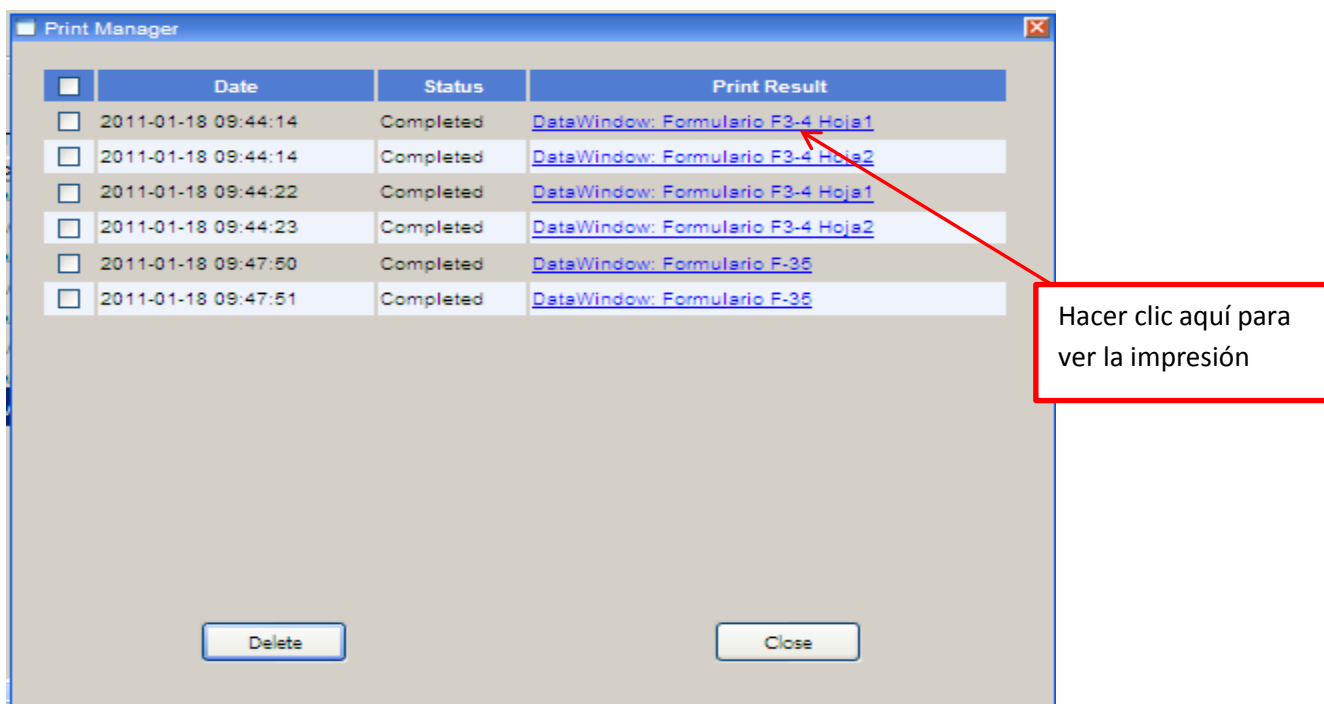 Print Manager
Date Status Print Result
2011-01-18 09:44:14 Completed DataWindow: Formulario F3-4 Hoja1
2011-01-18 09:44:14 Completed DataWindow: Formulario F3-4 Hoja2
2011-01-18 09:44:22 Completed DataWindow: Formulario F3-4 Hoja1
2011-01-18 09:44:23 Completed DataWindow: Formulario F3-4 Hoja2
2011-01-18 09:47:50 Completed DataWindow: Formulario F-35
2011-01-18 09:47:51 Completed DataWindow: Formulario F-35
Hacer clic aquí para
ver la impresión
Delete Close